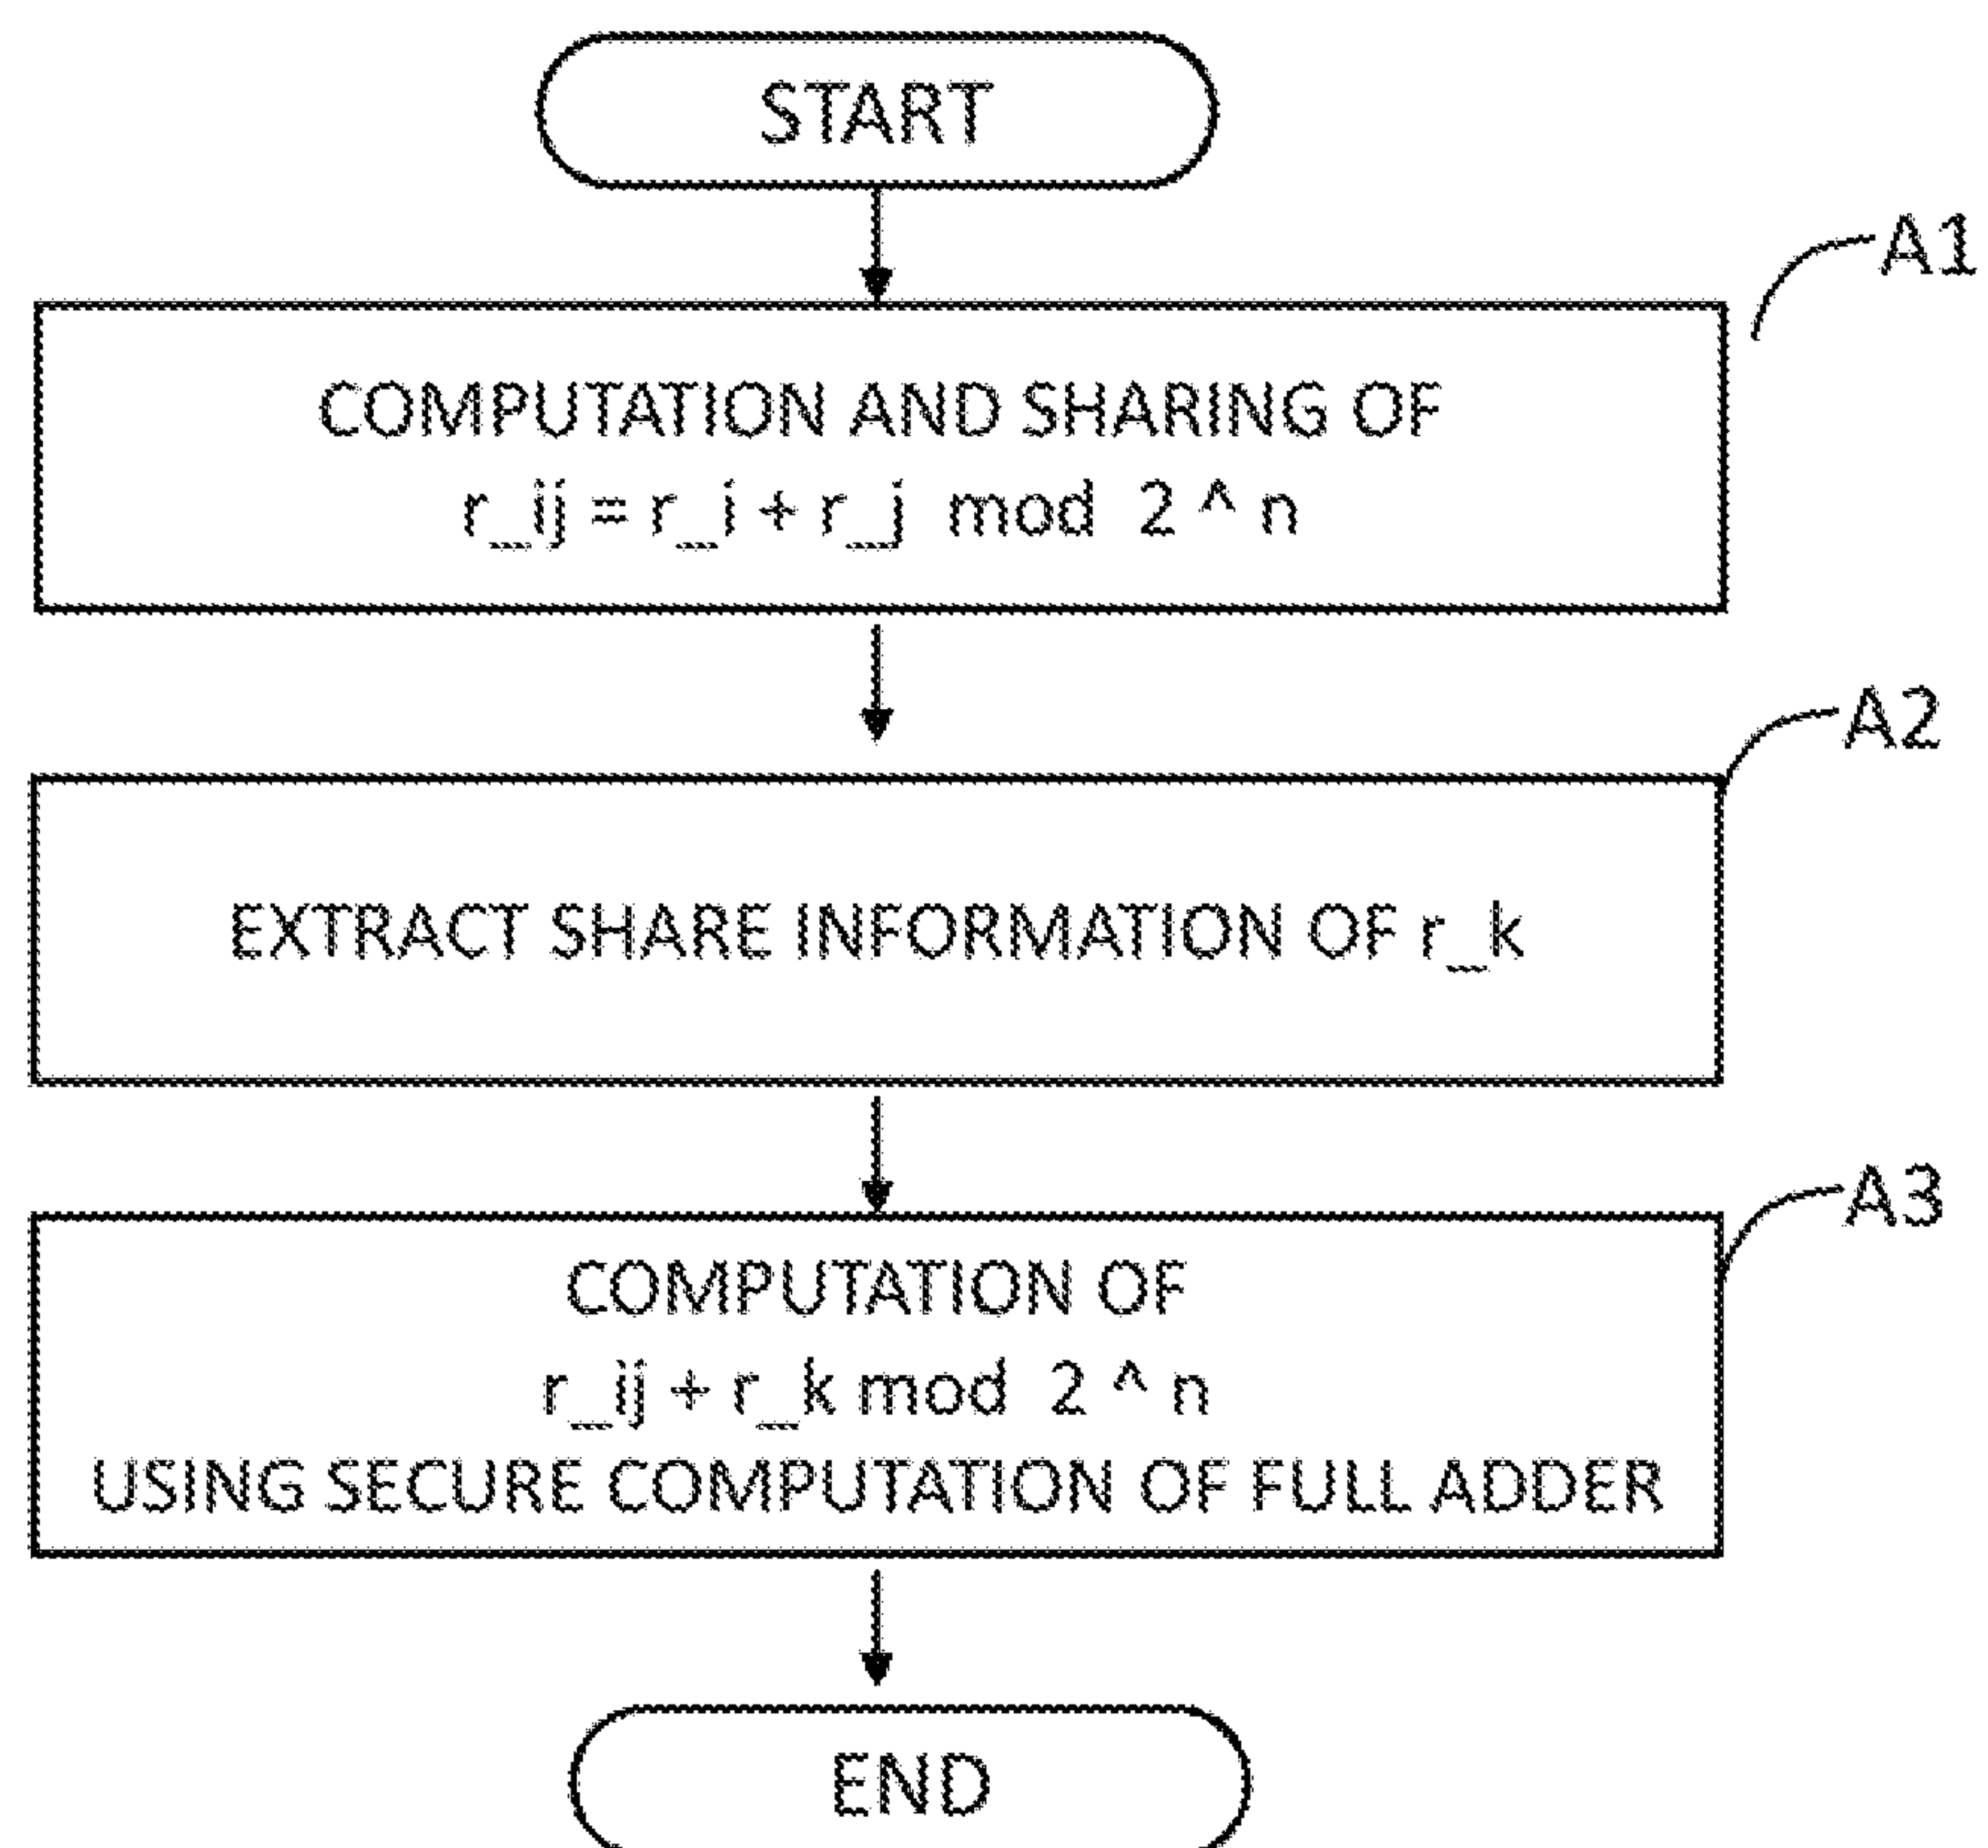 START
A1
COMPUTATION AND SHARING OF
r_ij = r_i + r_j mod 2 ^ n
A2
EXTRACT SHARE INFORMATION OF r_k
A3
COMPUTATION OF
r_ij + r_k mod 2 ^ n
USING SECURE COMPUTATION OF FULL ADDER
END